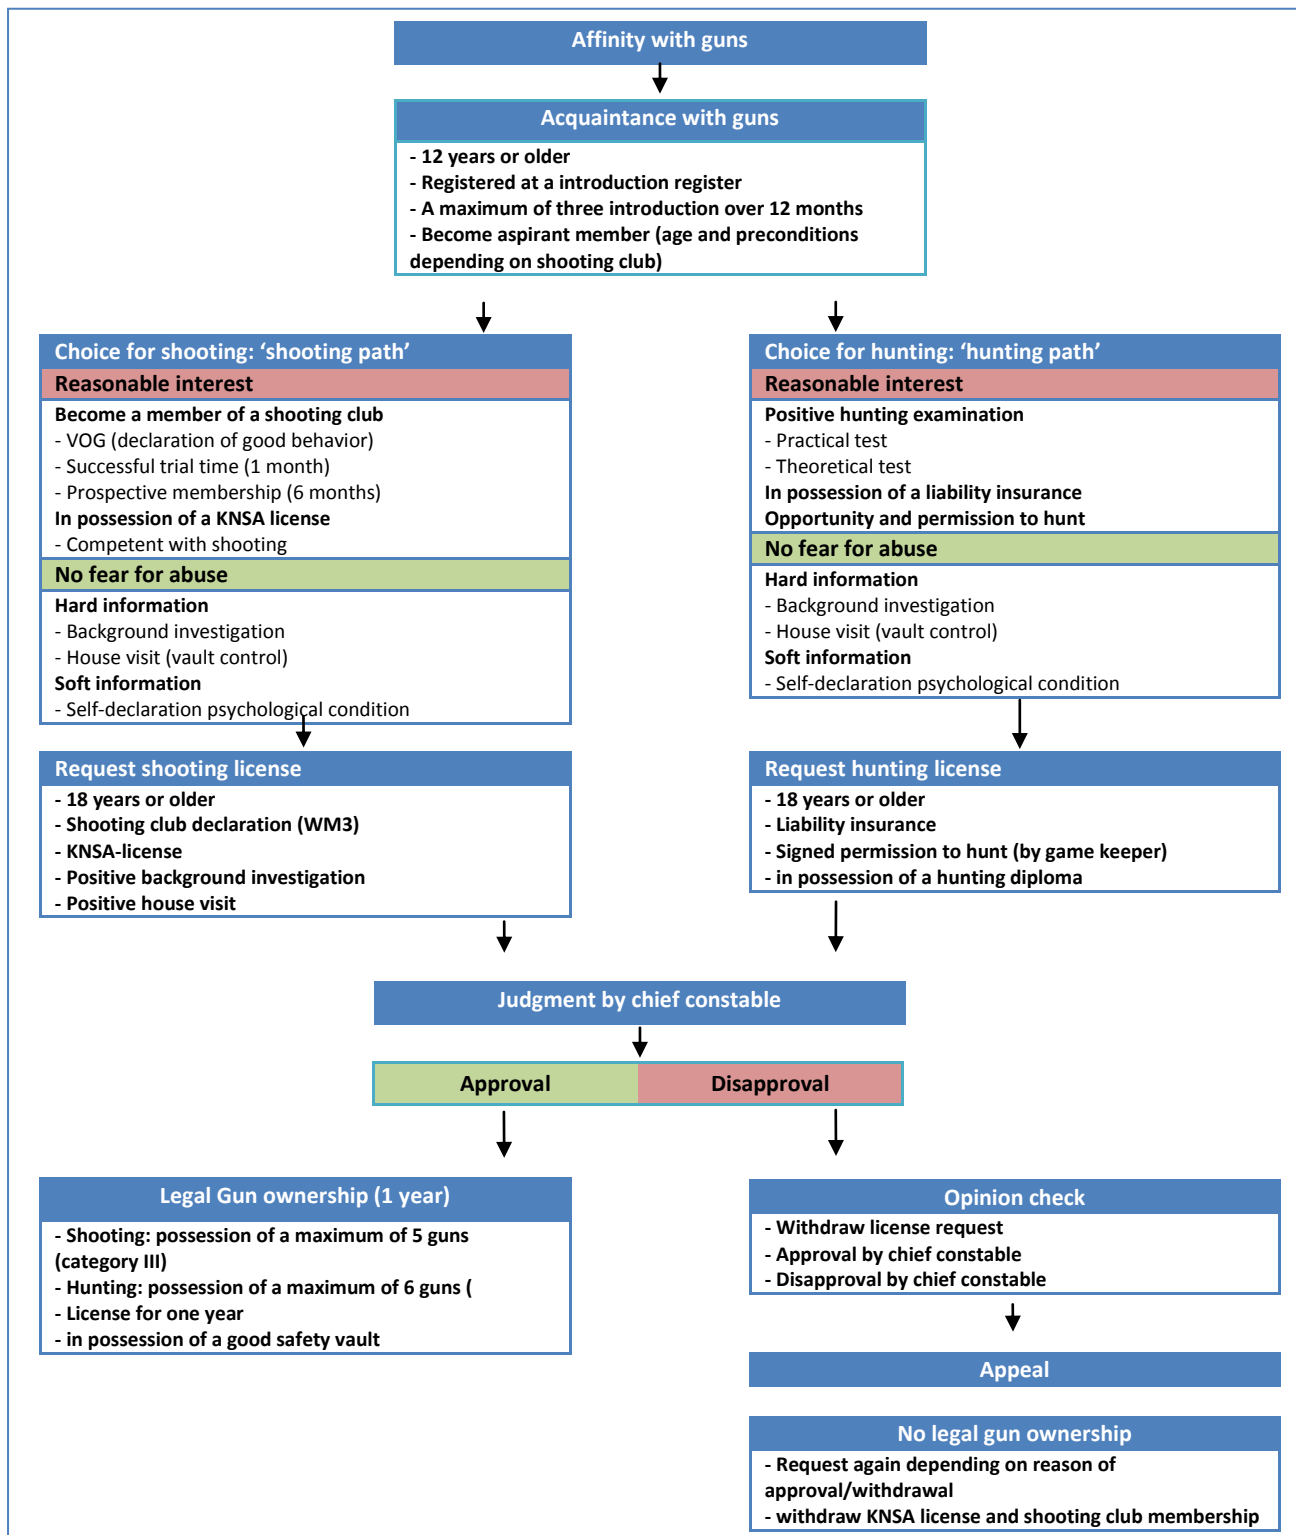 Affinity with guns
Acquaintance with guns
- 12 years or older
- Registered at a introduction register
- A maximum of three introduction over 12 months
- Become aspirant member (age and preconditions
depending on shooting club)
Choice for shooting: ‘shooting path’
Reasonable interest
Become a member of a shooting club
- VOG (declaration of good behavior)
- Successful trial time (1 month)
- Prospective membership (6 months)
In possession of a KNSA license
- Competent with shooting
No fear for abuse
Hard information
- Background investigation
- House visit (vault control)
Soft information
- Self-declaration psychological condition
Choice for hunting: ‘hunting path’
Reasonable interest
Positive hunting examination
- Practical test
- Theoretical test
In possession of a liability insurance
Opportunity and permission to hunt
No fear for abuse
Hard information
- Background investigation
- House visit (vault control)
Soft information
- Self-declaration psychological condition
Request shooting license
- 18 years or older
- Shooting club declaration (WM3)
- KNSA-license
- Positive background investigation
- Positive house visit
Request hunting license
- 18 years or older
- Liability insurance
- Signed permission to hunt (by game keeper)
- in possession of a hunting diploma
Judgment by chief constable
Approval
Disapproval
Legal Gun ownership (1 year)
- Shooting: possession of a maximum of 5 guns
(category III)
- Hunting: possession of a maximum of 6 guns (
- License for one year
- in possession of a good safety vault
Opinion check
- Withdraw license request
- Approval by chief constable
- Disapproval by chief constable
Appeal
No legal gun ownership
- Request again depending on reason of
approval/withdrawal
- withdraw KNSA license and shooting club membership